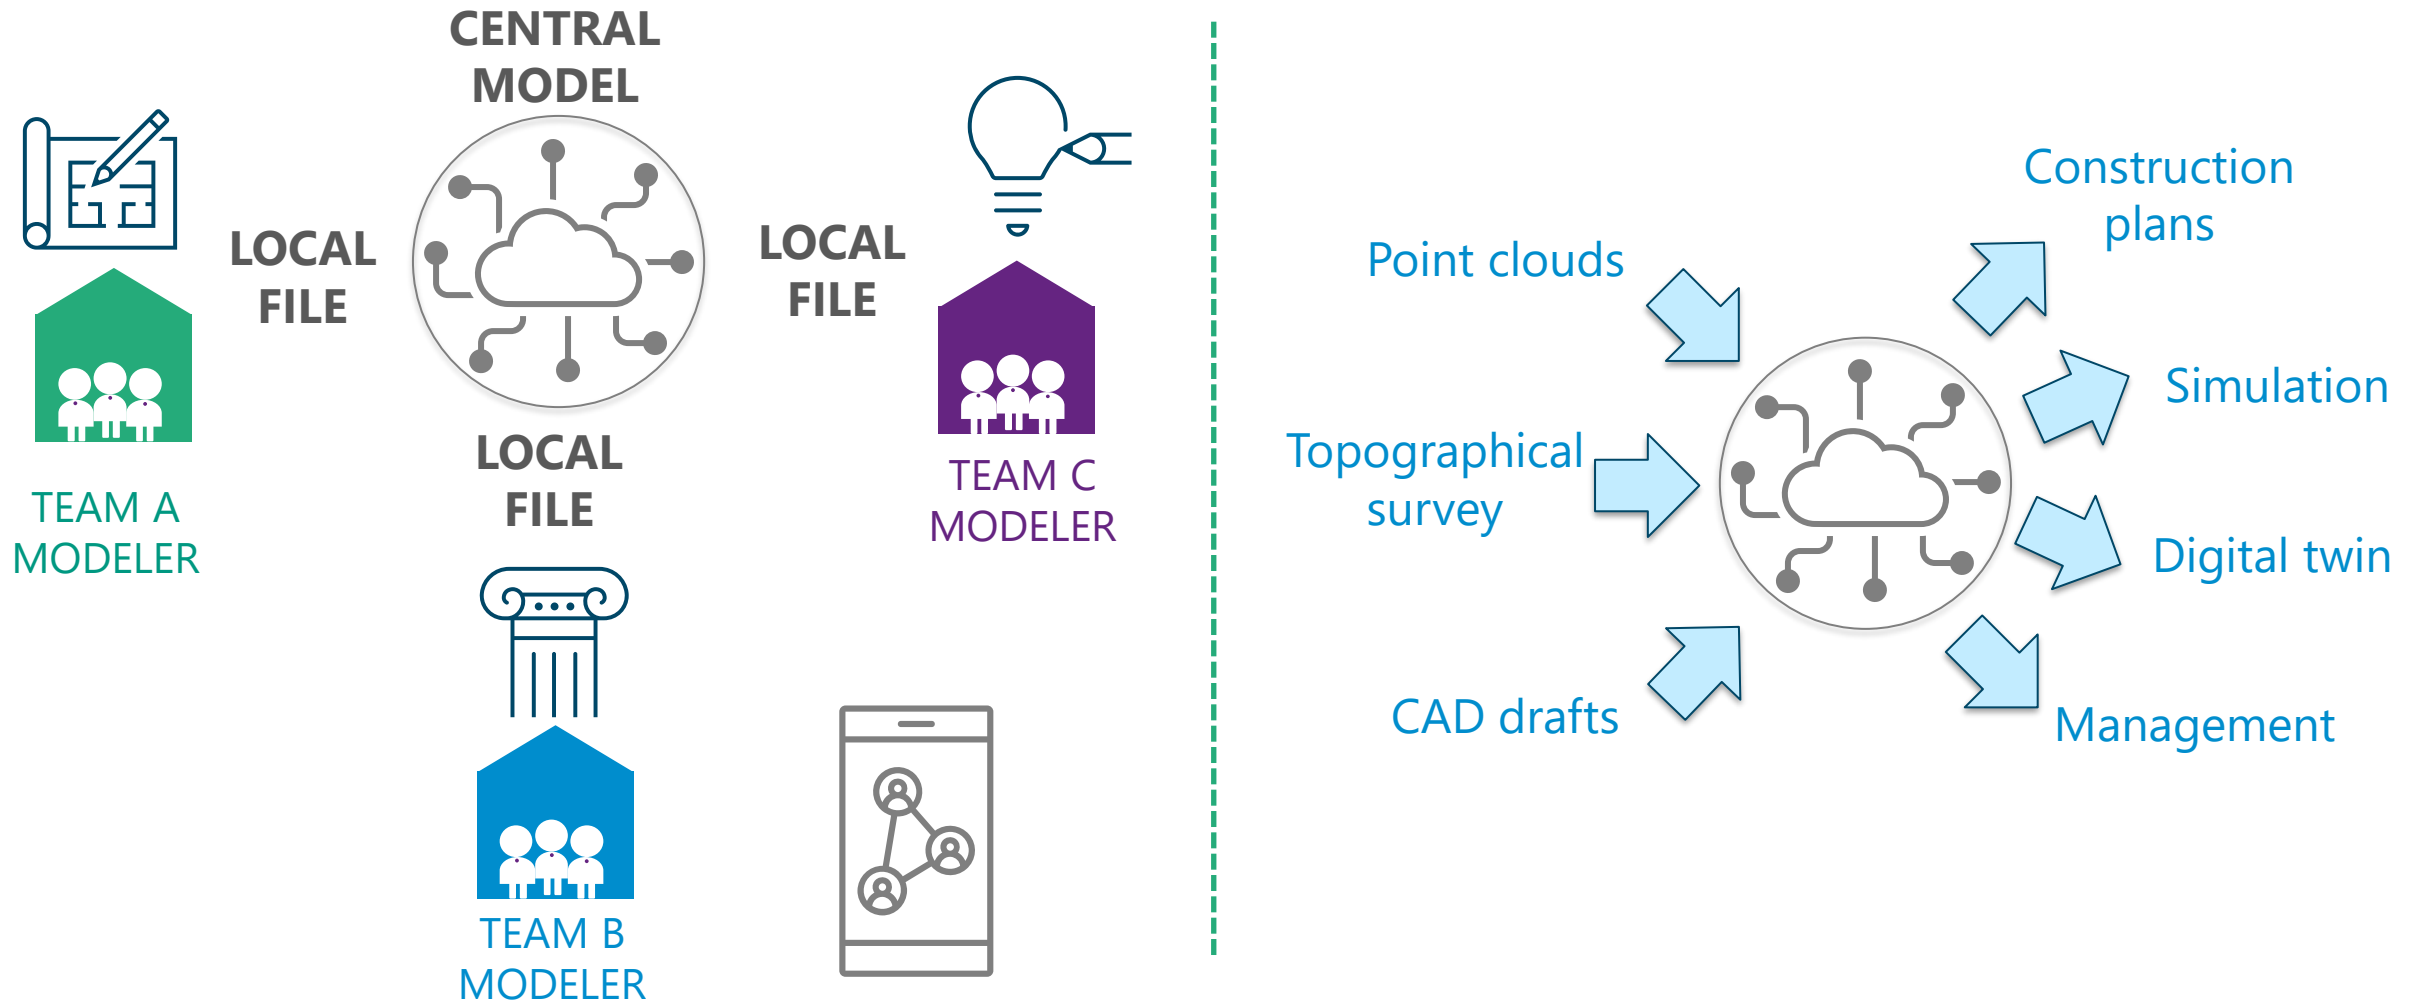 CENTRAL
MODEL
LOCAL
FILE
LOCAL
FILE
LOCAL
FILE
TEAM A
MODELER
TEAM C
MODELER
TEAM B
MODELER
Point clouds
Topographical
survey
CAD drafts
Construction
plans
Simulation
Digital twin
Management